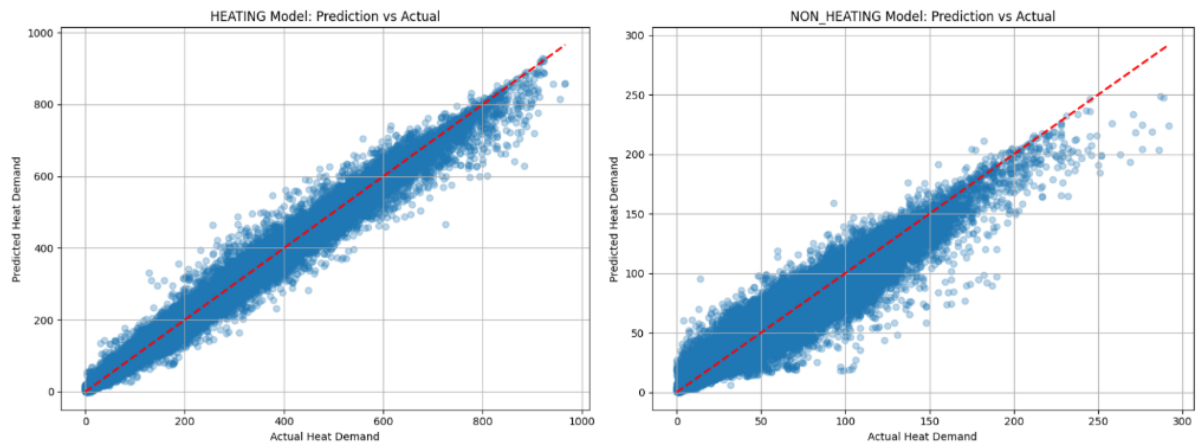 HEATING Model: Prediction vs Actual
1000
800
600
400
200
0
Predicted Heat Demand
0 200 400 600 800 1000
Actual Heat Demand
NON_HEATING Model: Prediction vs Actual
300
250
200
150
100
50
0
Predicted Heat Demand
0 50 100 150 200 250 300
Actual Heat Demand